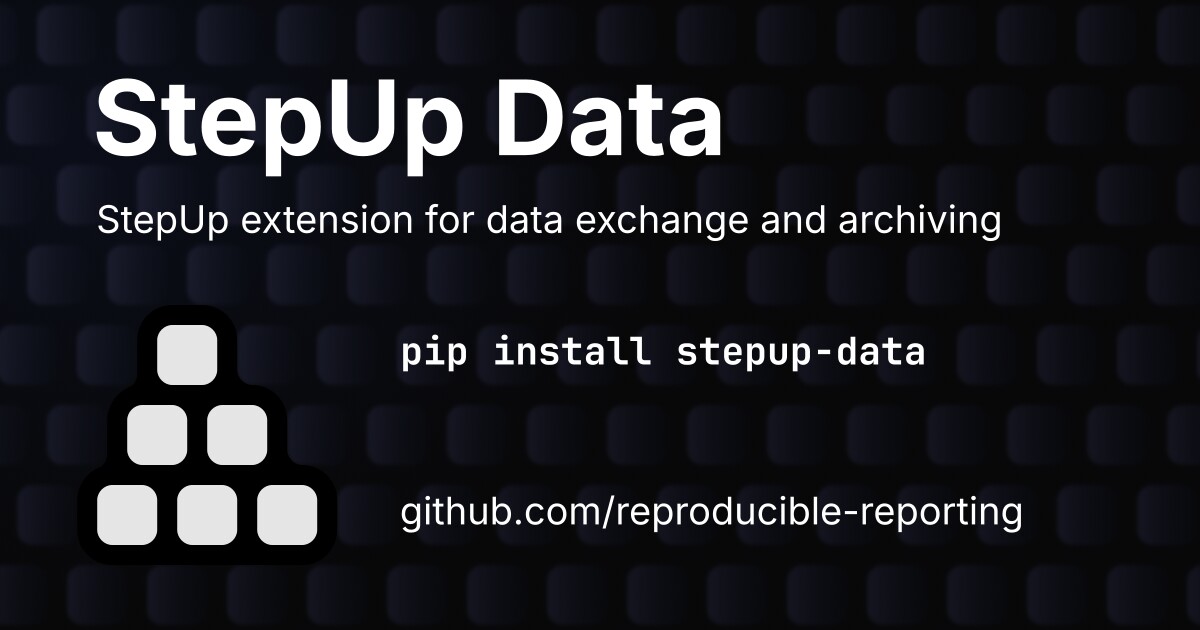 StepUp Data
StepUp extension for data exchange and archiving
pip install stepup-data
github.com/reproducible-reporting